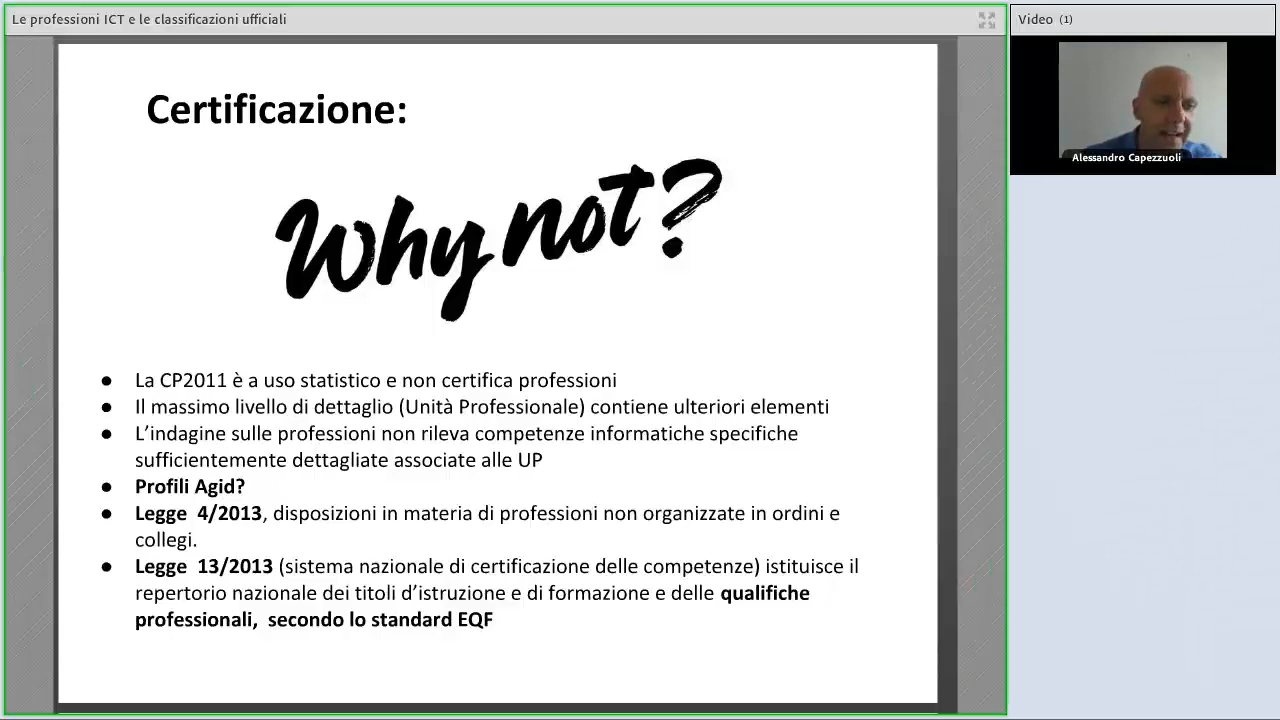 Le professioni ICT e le classificazioni ufficiali
Video (1)
Alessandro Capezzuoli
Certificazione:
Why not?
● La CP2011 è a uso statistico e non certifica professioni
● Il massimo livello di dettaglio (Unità Professionale) contiene ulteriori elementi
● L’indagine sulle professioni non rileva competenze informatiche specifiche
sufficientemente dettagliate associate alle UP
● Profili Agid?
● Legge  4/2013, disposizioni in materia di professioni non organizzate in ordini e
collegi.
● Legge  13/2013 (sistema nazionale di certificazione delle competenze) istituisce il
repertorio nazionale dei titoli d’istruzione e di formazione e delle qualifiche
professionali,  secondo lo standard EQF